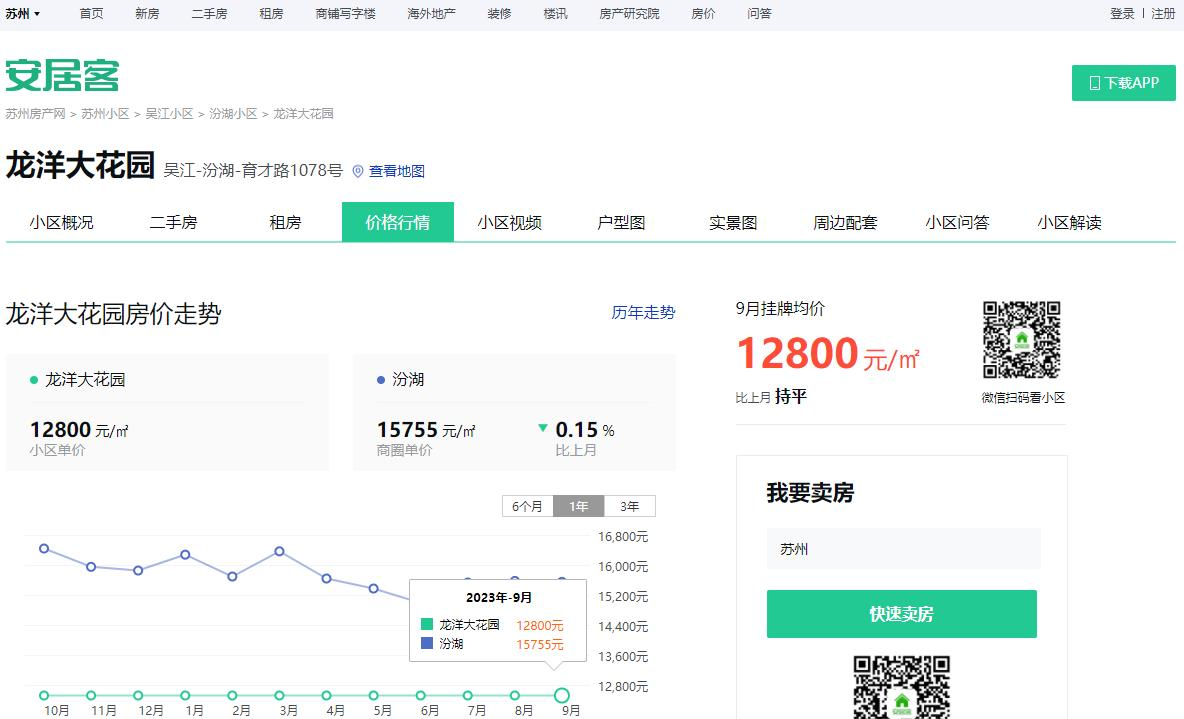 苏州 首页 新房 二手房 租房 商铺写字楼 海外地产 装修 楼讯 房产研究院 房价 问答 登录 | 注册
安居客
下载APP
苏州房产网 > 苏州小区 > 吴江小区 > 汾湖小区 > 龙洋大花园
龙洋大花园 吴江-汾湖-育才路1078号 查看地图
小区概况 二手房 租房 价格行情 小区视频 户型图 实景图 周边配套 小区问答 小区解读
龙洋大花园房价走势 历年走势
龙洋大花园
12800 元/㎡
小区单价
汾湖
15755 元/㎡
商圈单价
0.15 %
比上月
6个月 1年 3年
16,800元
16,000元
15,200元
14,400元
13,600元
12,800元
2023年-9月
龙洋大花园 12800元
汾湖 15755元
10月 11月 12月 1月 2月 3月 4月 5月 6月 7月 8月 9月
9月挂牌均价
12800 元/㎡
比上月 持平
微信扫码看小区
我要卖房
苏州
快速卖房